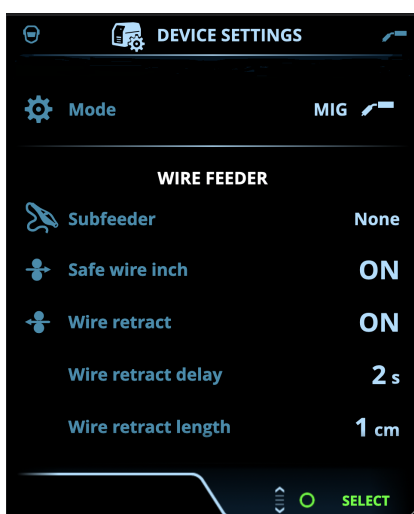 DEVICE SETTINGS
Mode MIG
WIRE FEEDER
Subfeeder None
Safe wire inch ON
Wire retract ON
Wire retract delay 2 s
Wire retract length 1 cm
SELECT